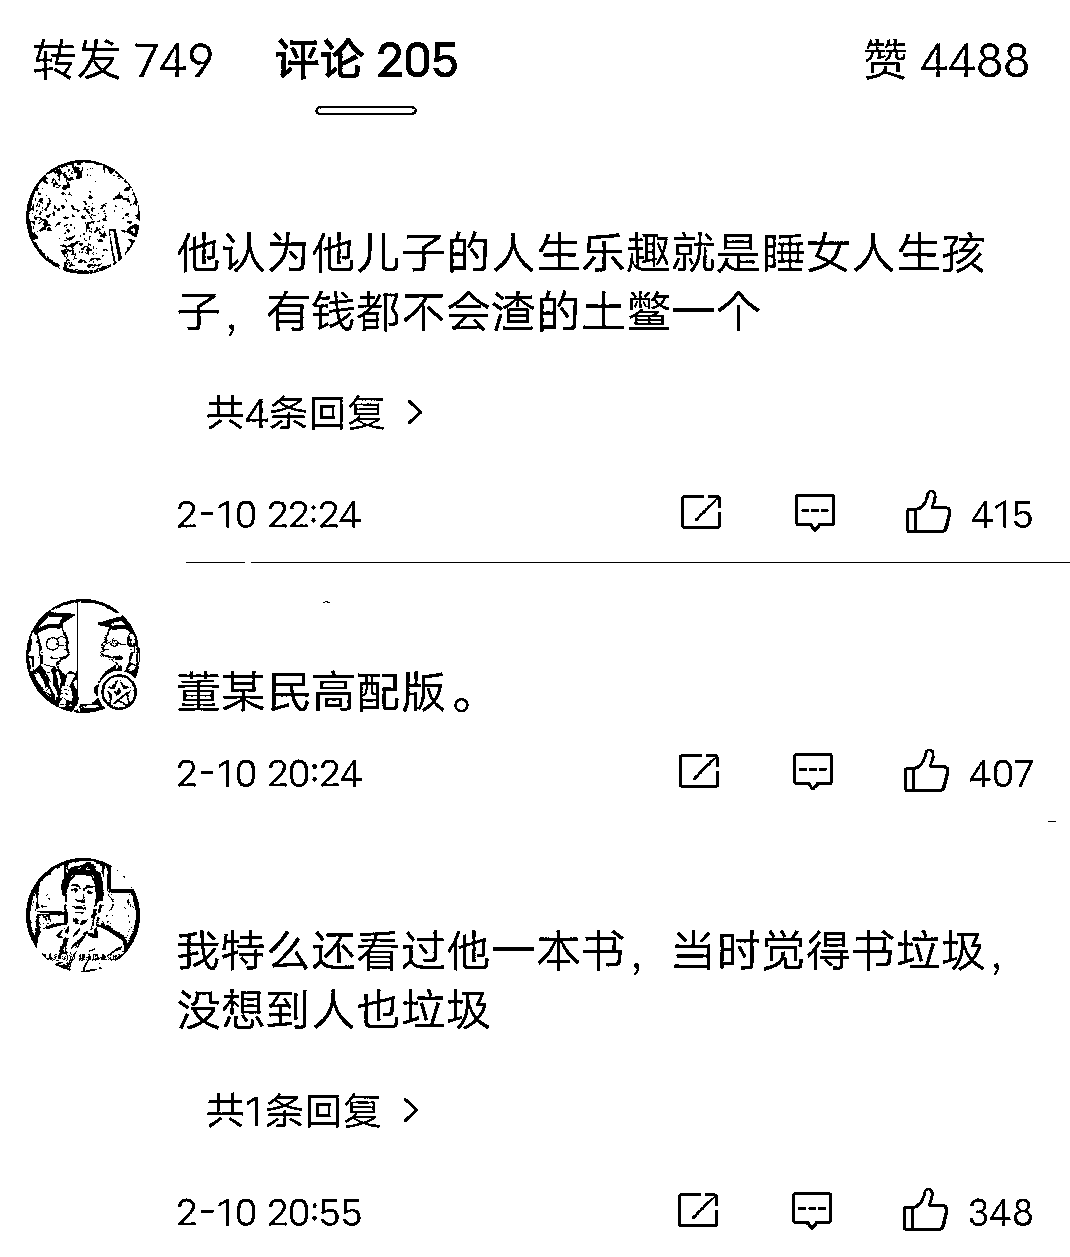 转发 749 评论 205 赞 4488
他认为他儿子的人生乐趣就是睡女人生孩
子，有钱都不会渣的土鳖一个
共4条回复 >
2-10 22:24 415
董某民高配版。
2-10 20:24 407
我特么还看过他一本书，当时觉得书垃圾，
没想到人也垃圾
共1条回复 >
2-10 20:55 348